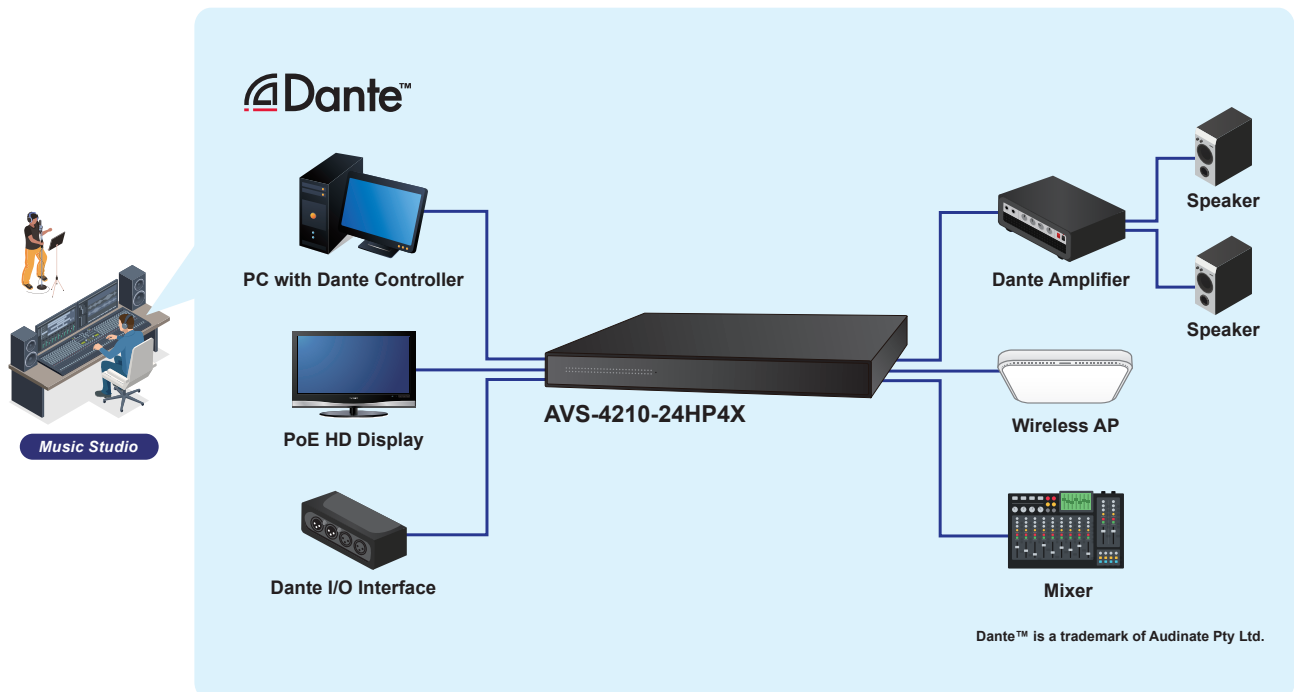 Dante™
PC with Dante Controller
PoE HD Display
Dante I/O Interface
AVS-4210-24HP4X
Dante Amplifier
Speaker
Speaker
Wireless AP
Mixer
Music Studio
Dante™ is a trademark of Audinate Pty Ltd.